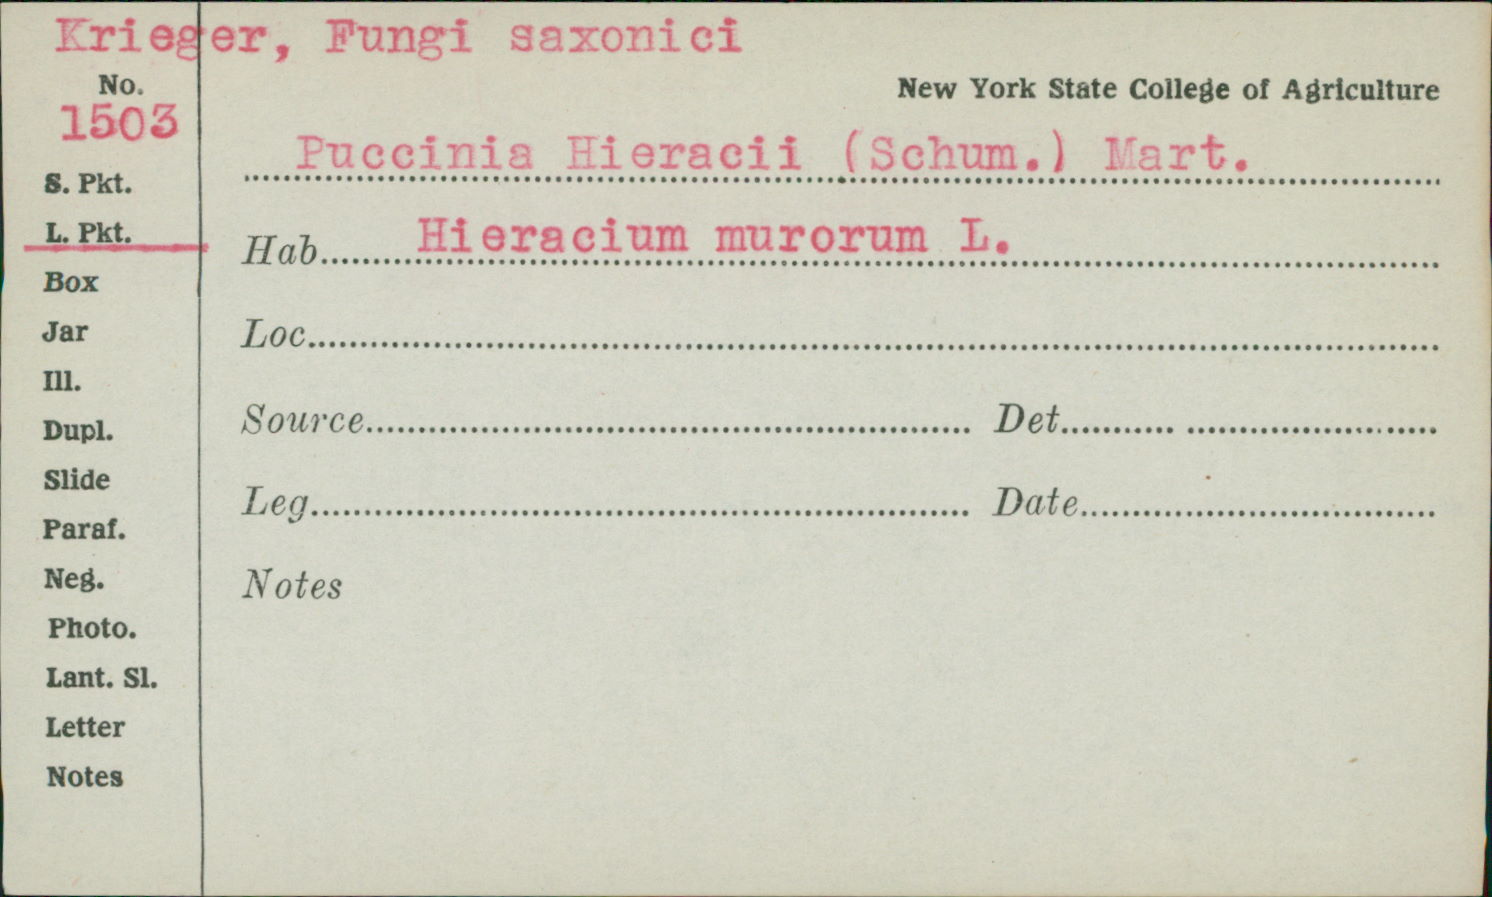 Krieger, Fungi saxonici
No.
1503
New York State College of Agriculture
Puccinia Hieracii (Schum.) Mart.
S. Pkt.
L. Pkt.
Hab. Hieracium murorum L.
Box
Jar
Loc.
Ill.
Dupl.
Source Det.
Slide
Leg. Date
Paraf.
Neg.
Notes
Photo.
Lant. Sl.
Letter
Notes